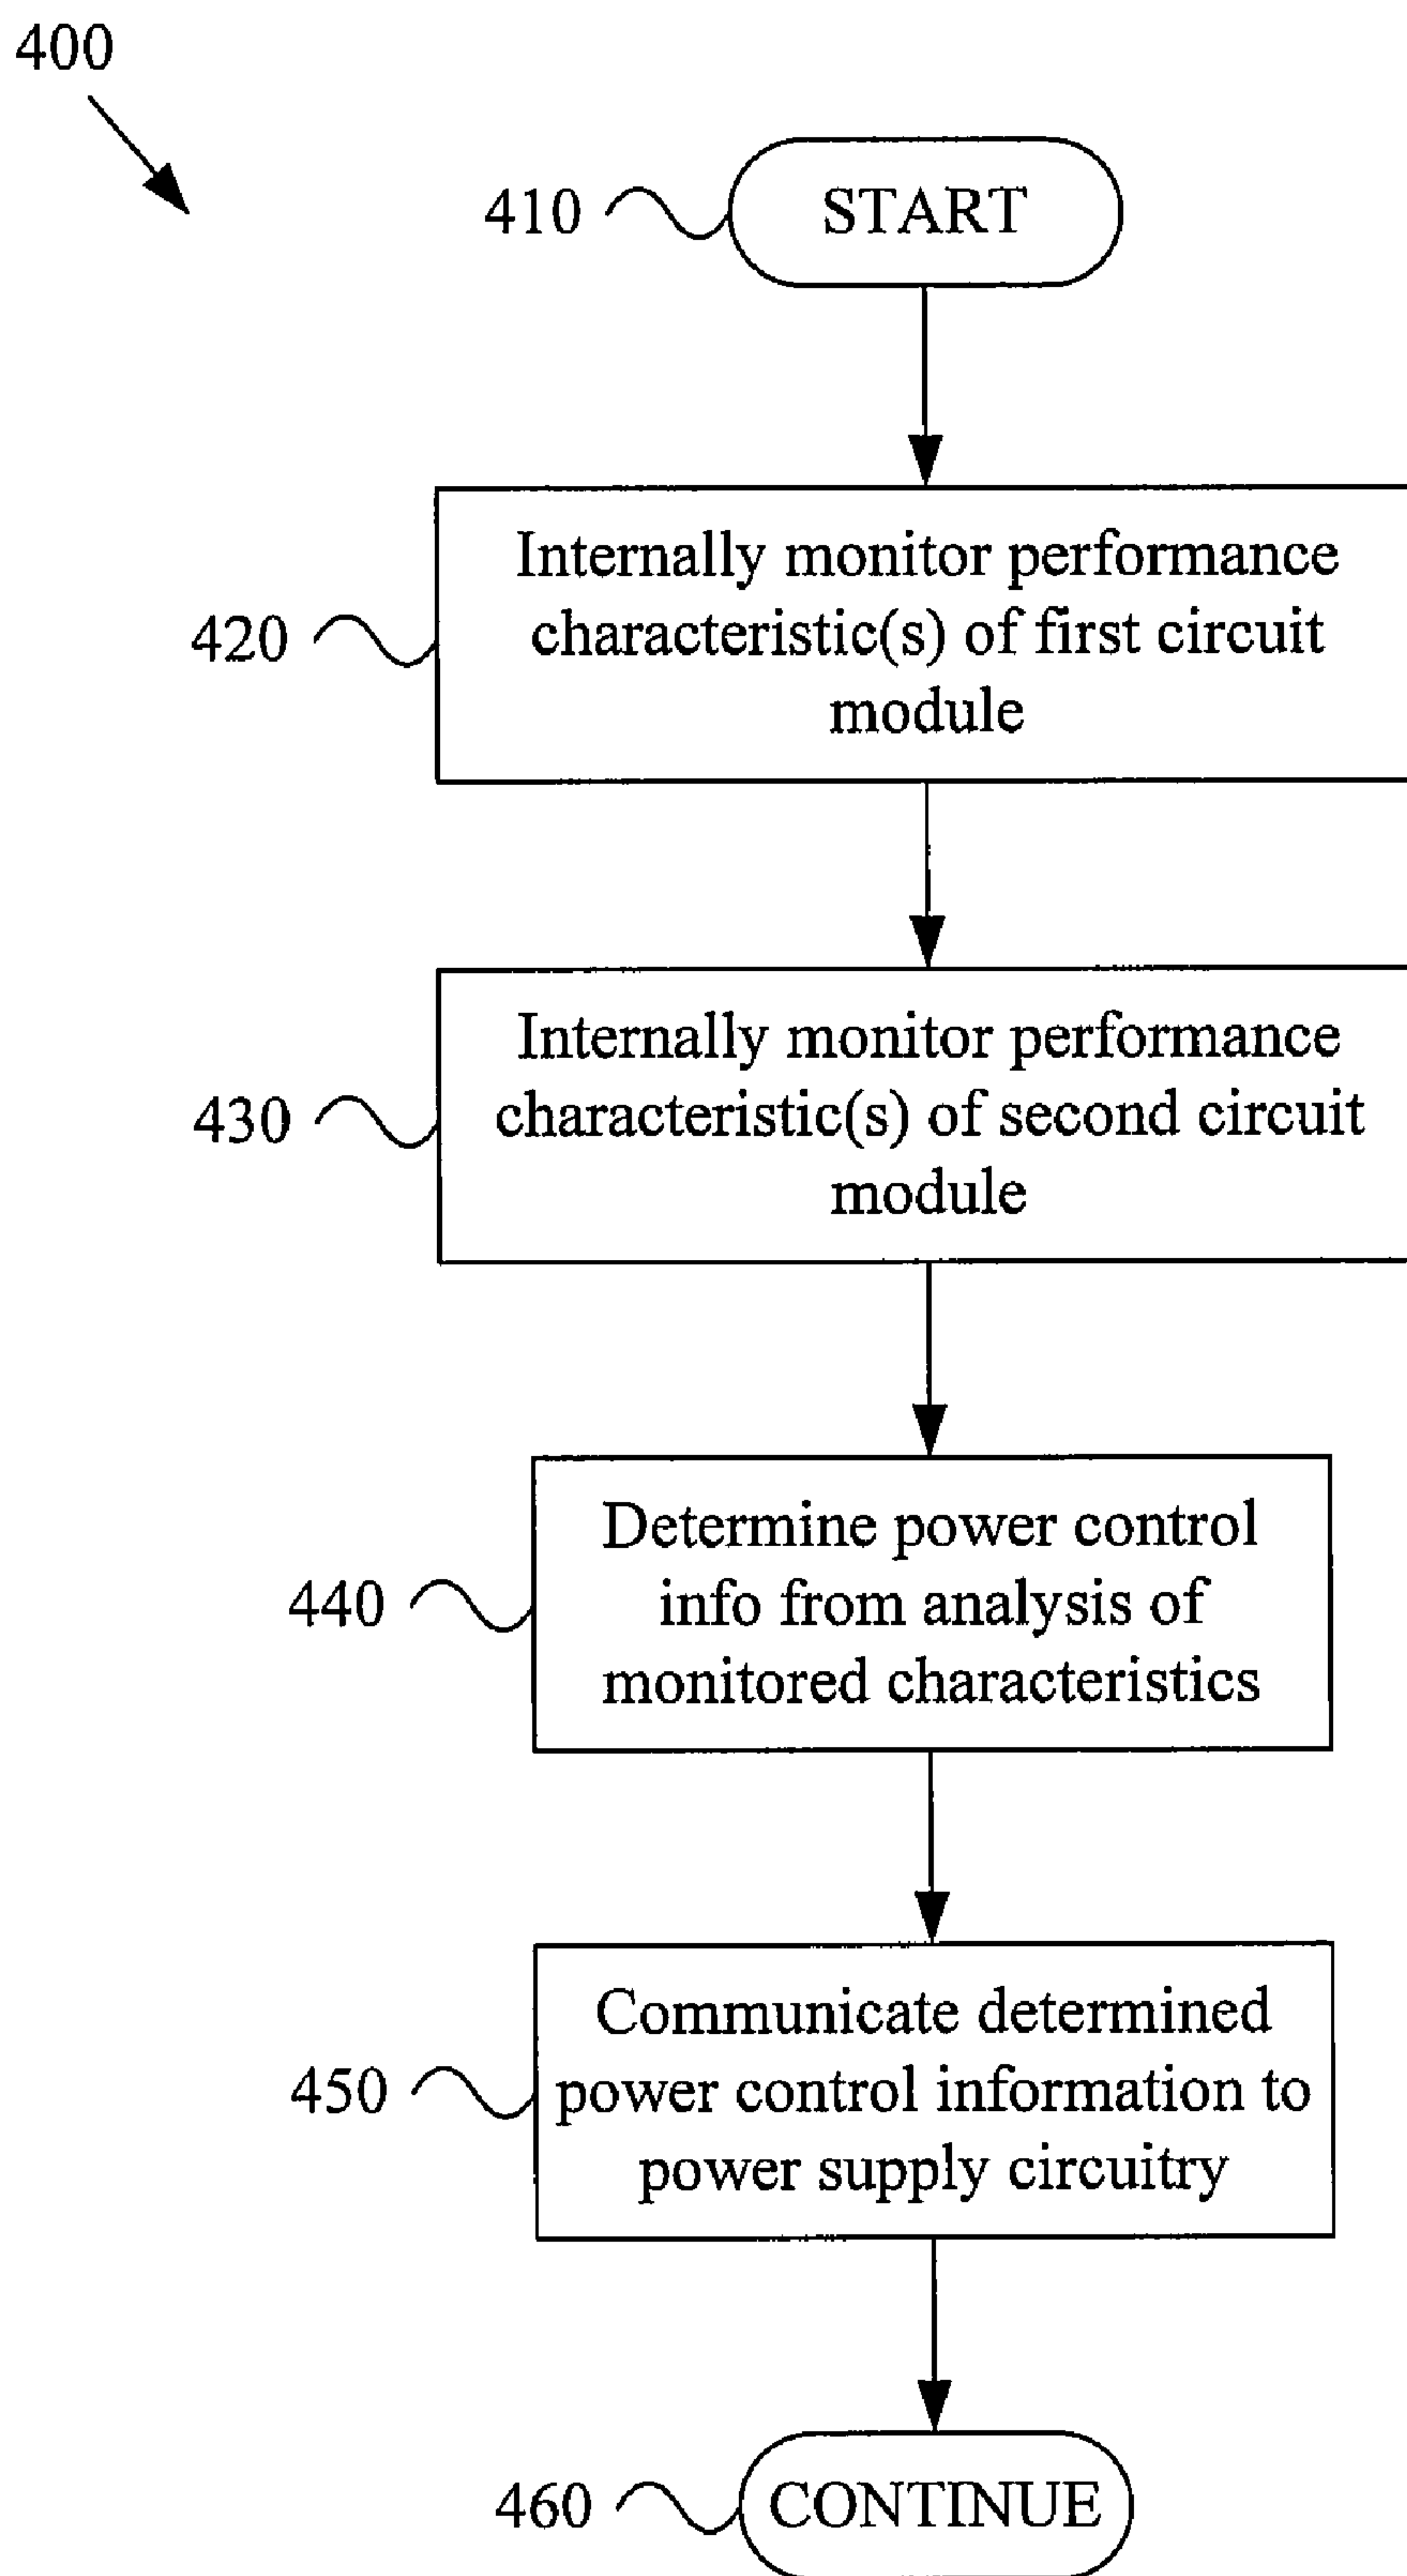 400
410
START
Internally monitor performance
characteristic(s) of first circuit
module
420
Internally monitor performance
characteristic(s) of second circuit
module
430
Determine power control
info from analysis of
monitored characteristics
440
Communicate determined
power control information to
power supply circuitry
450
460
CONTINUE